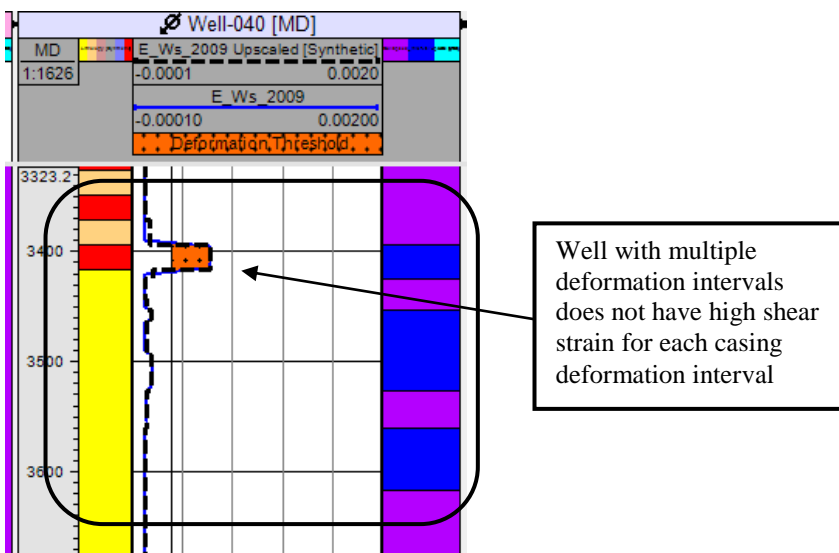 Well-040 [MD]
MD
E_Ws_2009 Upscaled [Synthetic]
1:1626
-0.0001 0.0020
E_Ws_2009
-0.00010 0.00200
Deformation Threshold
3323.2
3400
3500
3600
Well with multiple
deformation intervals
does not have high shear
strain for each casing
deformation interval